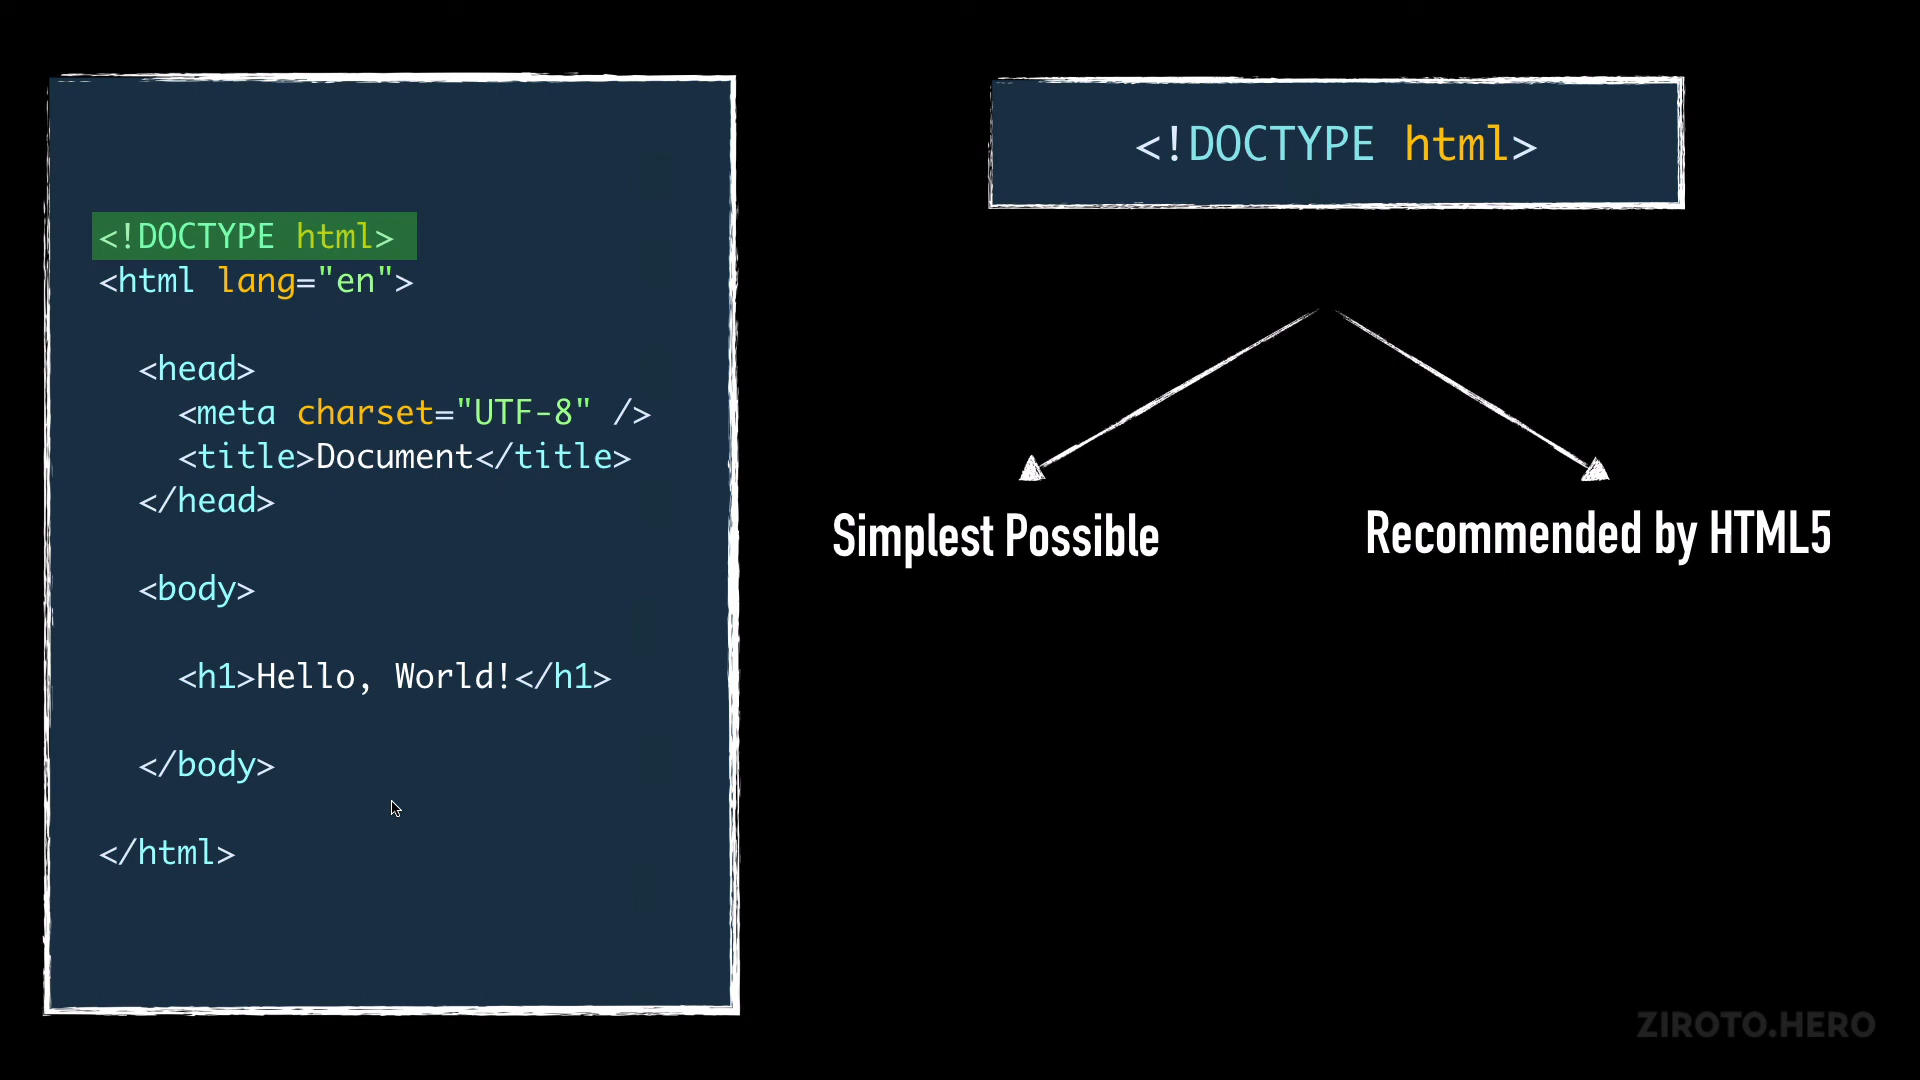 <!DOCTYPE html>
<html lang="en">
<head>
<meta charset="UTF-8" />
<title>Document</title>
</head>
<body>
<h1>Hello, World!</h1>
</body>
</html>
<!DOCTYPE html>
Simplest Possible
Recommended by HTML5
ZIROTO.HERO